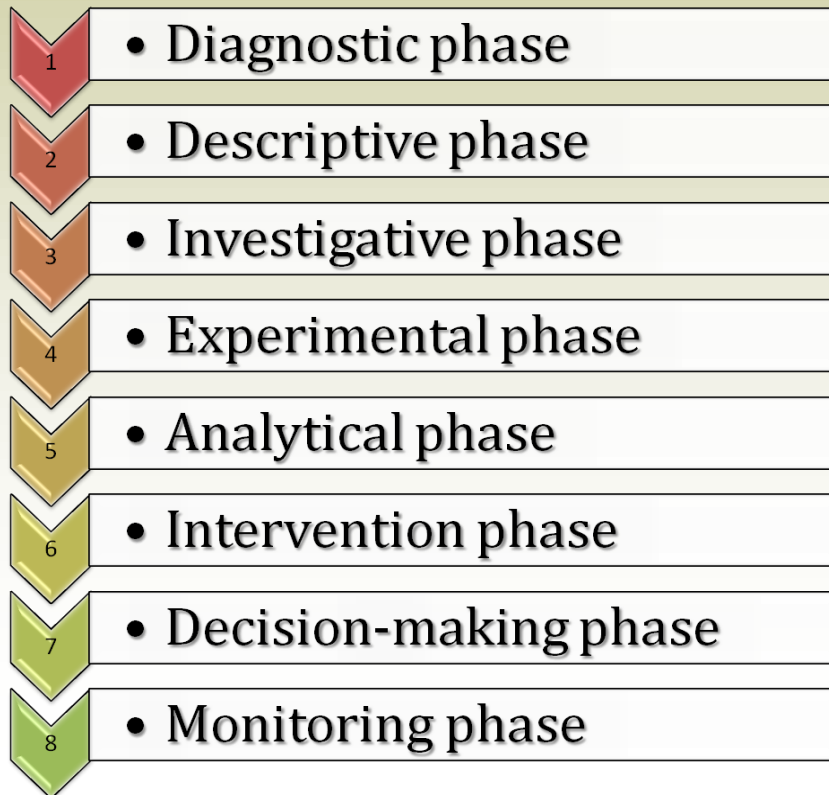 1 • Diagnostic phase
2 • Descriptive phase
3 • Investigative phase
4 • Experimental phase
5 • Analytical phase
6 • Intervention phase
7 • Decision-making phase
8 • Monitoring phase